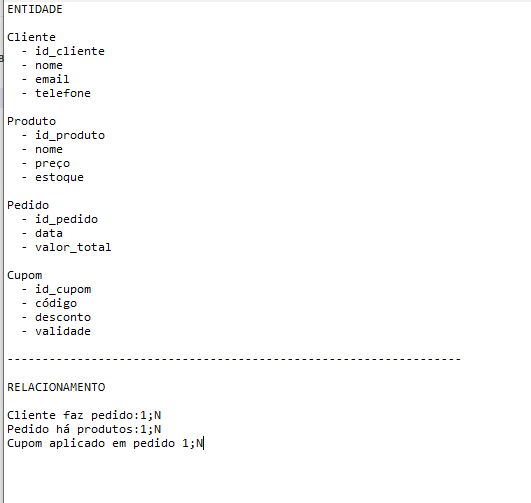 ENTIDADE
Cliente
- id_cliente
- nome
- email
- telefone
Produto
- id_produto
- nome
- preço
- estoque
Pedido
- id_pedido
- data
- valor_total
Cupom
- id_cupom
- código
- desconto
- validade
-----------------------------------------------------------------
RELACIONAMENTO
Cliente faz pedido:1;N
Pedido há produtos:1;N
Cupom aplicado em pedido 1;N